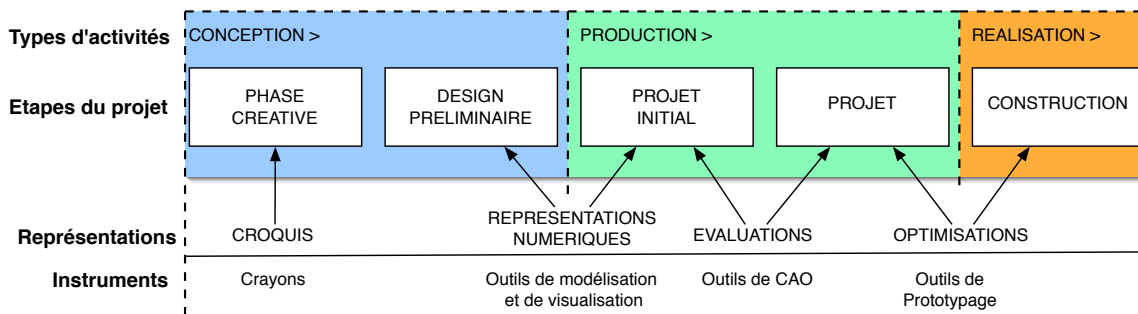 Types d'activités
CONCEPTION >
PRODUCTION >
REALISATION >
Etapes du projet
PHASE
CREATIVE
DESIGN
PRELIMINAIRE
PROJET
INITIAL
PROJET
CONSTRUCTION
Représentations
CROQUIS
REPRESENTATIONS
NUMERIQUES
EVALUATIONS
OPTIMISATIONS
Instruments
Crayons
Outils de modélisation
et de visualisation
Outils de CAO
Outils de
Prototypage